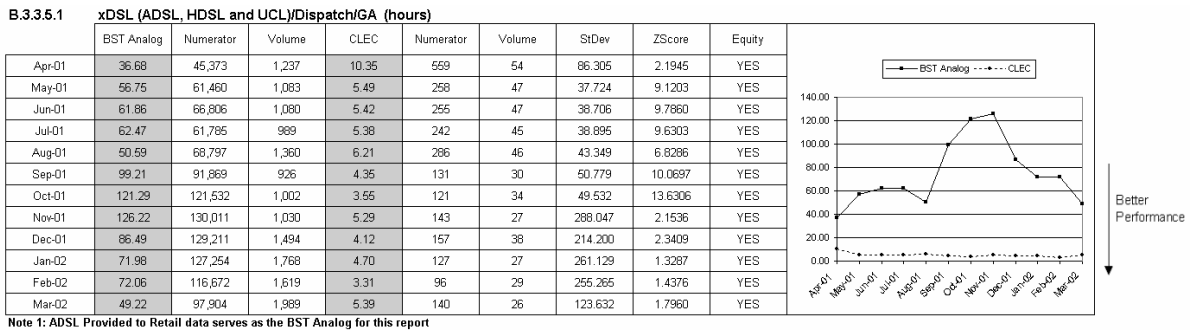 B.3.3.5.1 xDSL (ADSL, HDSL and UCL)/Dispatch/GA (hours)
BST Analog Numerator Volume CLEC Numerator Volume StDev ZScore Equity
Apr-01 36.68 45,373 1,237 10.35 559 54 86.305 2.1945 YES
May-01 56.75 61,460 1,083 5.49 258 47 37.724 9.1203 YES
Jun-01 61.86 66,806 1,080 5.42 255 47 38.706 9.7860 YES
Jul-01 62.47 61,785 989 5.38 242 45 38.895 9.6303 YES
Aug-01 50.59 68,797 1,360 6.21 286 46 43.349 6.8286 YES
Sep-01 99.21 91,869 926 4.35 131 30 50.779 10.0697 YES
Oct-01 121.29 121,532 1,002 3.55 121 34 49.532 13.6306 YES
Nov-01 126.22 130,011 1,030 5.29 143 27 288.047 2.1536 YES
Dec-01 86.49 129,211 1,494 4.12 157 38 214.200 2.3409 YES
Jan-02 71.98 127,254 1,768 4.70 127 27 261.129 1.3287 YES
Feb-02 72.06 116,672 1,619 3.31 96 29 255.265 1.4376 YES
Mar-02 49.22 97,904 1,989 5.39 140 26 123.632 1.7960 YES
Note 1: ADSL Provided to Retail data serves as the BST Analog for this report
BST Analog CLEC
140.00
120.00
100.00
80.00
60.00
40.00
20.00
0.00
Apr-01 May-01 Jun-01 Jul-01 Aug-01 Sep-01 Oct-01 Nov-01 Dec-01 Jan-02 Feb-02 Mar-02
Better
Performance